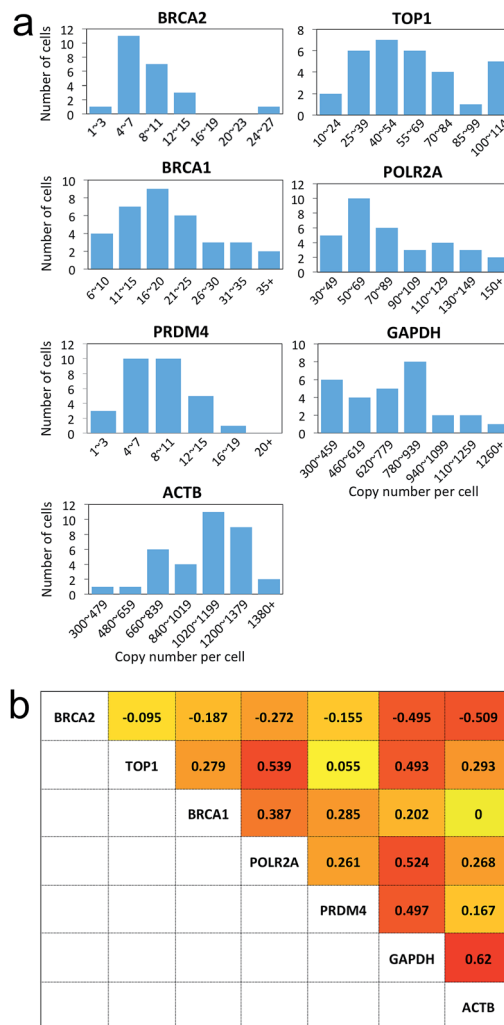 a
BRCA2
Number of cells
12
10
8
6
4
2
0
1~3 4~7 8~11 12~15 16~19 20~23 24~27
TOP1
8
6
4
2
0
10~24 25~39 40~54 55~69 70~84 85~99 100~114
BRCA1
Number of cells
10
8
6
4
2
0
6~10 11~15 16~20 21~25 26~30 31~35 35+
POLR2A
12
10
8
6
4
2
0
30~49 50~69 70~89 90~109 110~129 130~149 150+
PRDM4
Number of cells
12
10
8
6
4
2
0
1~3 4~7 8~11 12~15 16~19 20+
GAPDH
10
8
6
4
2
0
300~459 460~619 620~779 780~939 940~1099 110~1259 1260+
Copy number per cell
ACTB
Number of cells
12
10
8
6
4
2
0
300~479 480~659 660~839 840~1019 1020~1199 1200~1379 1380+
Copy number per cell
b
BRCA2 -0.095 -0.187 -0.272 -0.155 -0.495 -0.509
TOP1 0.279 0.539 0.055 0.493 0.293
BRCA1 0.387 0.285 0.202 0
POLR2A 0.261 0.524 0.268
PRDM4 0.497 0.167
GAPDH 0.62
ACTB